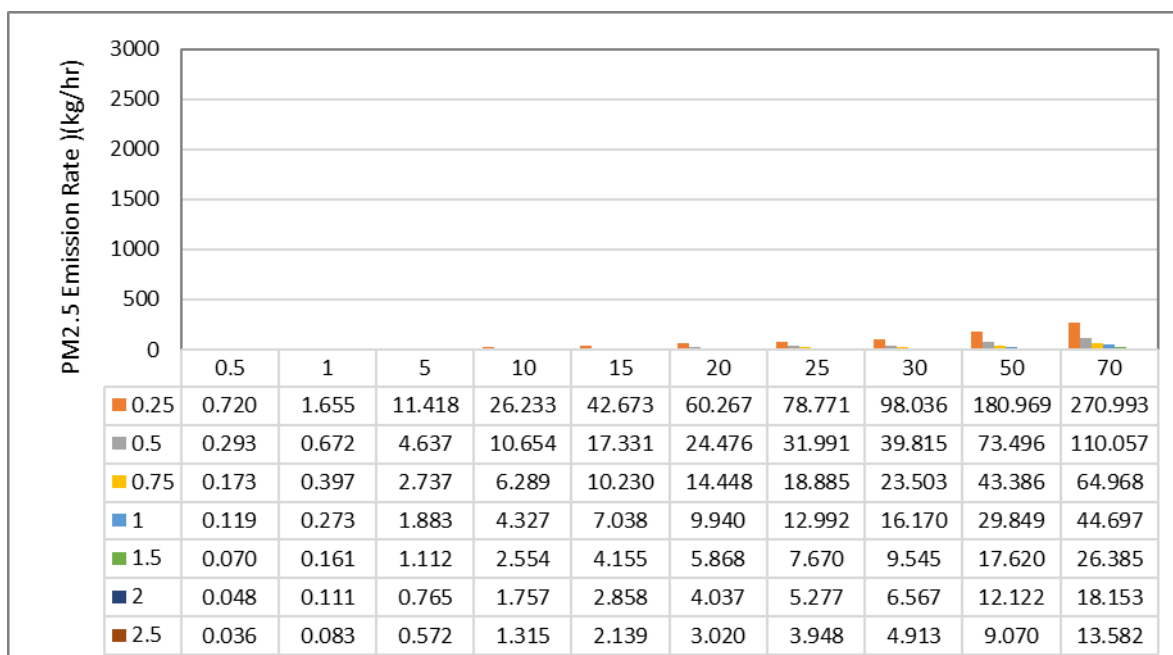 PM2.5 Emission Rate )(kg/hr)
3000
2500
2000
1500
1000
500
0
0.5 1 5 10 15 20 25 30 50 70
0.25 0.720 1.655 11.418 26.233 42.673 60.267 78.771 98.036 180.969 270.993
0.5 0.293 0.672 4.637 10.654 17.331 24.476 31.991 39.815 73.496 110.057
0.75 0.173 0.397 2.737 6.289 10.230 14.448 18.885 23.503 43.386 64.968
1 0.119 0.273 1.883 4.327 7.038 9.940 12.992 16.170 29.849 44.697
1.5 0.070 0.161 1.112 2.554 4.155 5.868 7.670 9.545 17.620 26.385
2 0.048 0.111 0.765 1.757 2.858 4.037 5.277 6.567 12.122 18.153
2.5 0.036 0.083 0.572 1.315 2.139 3.020 3.948 4.913 9.070 13.582